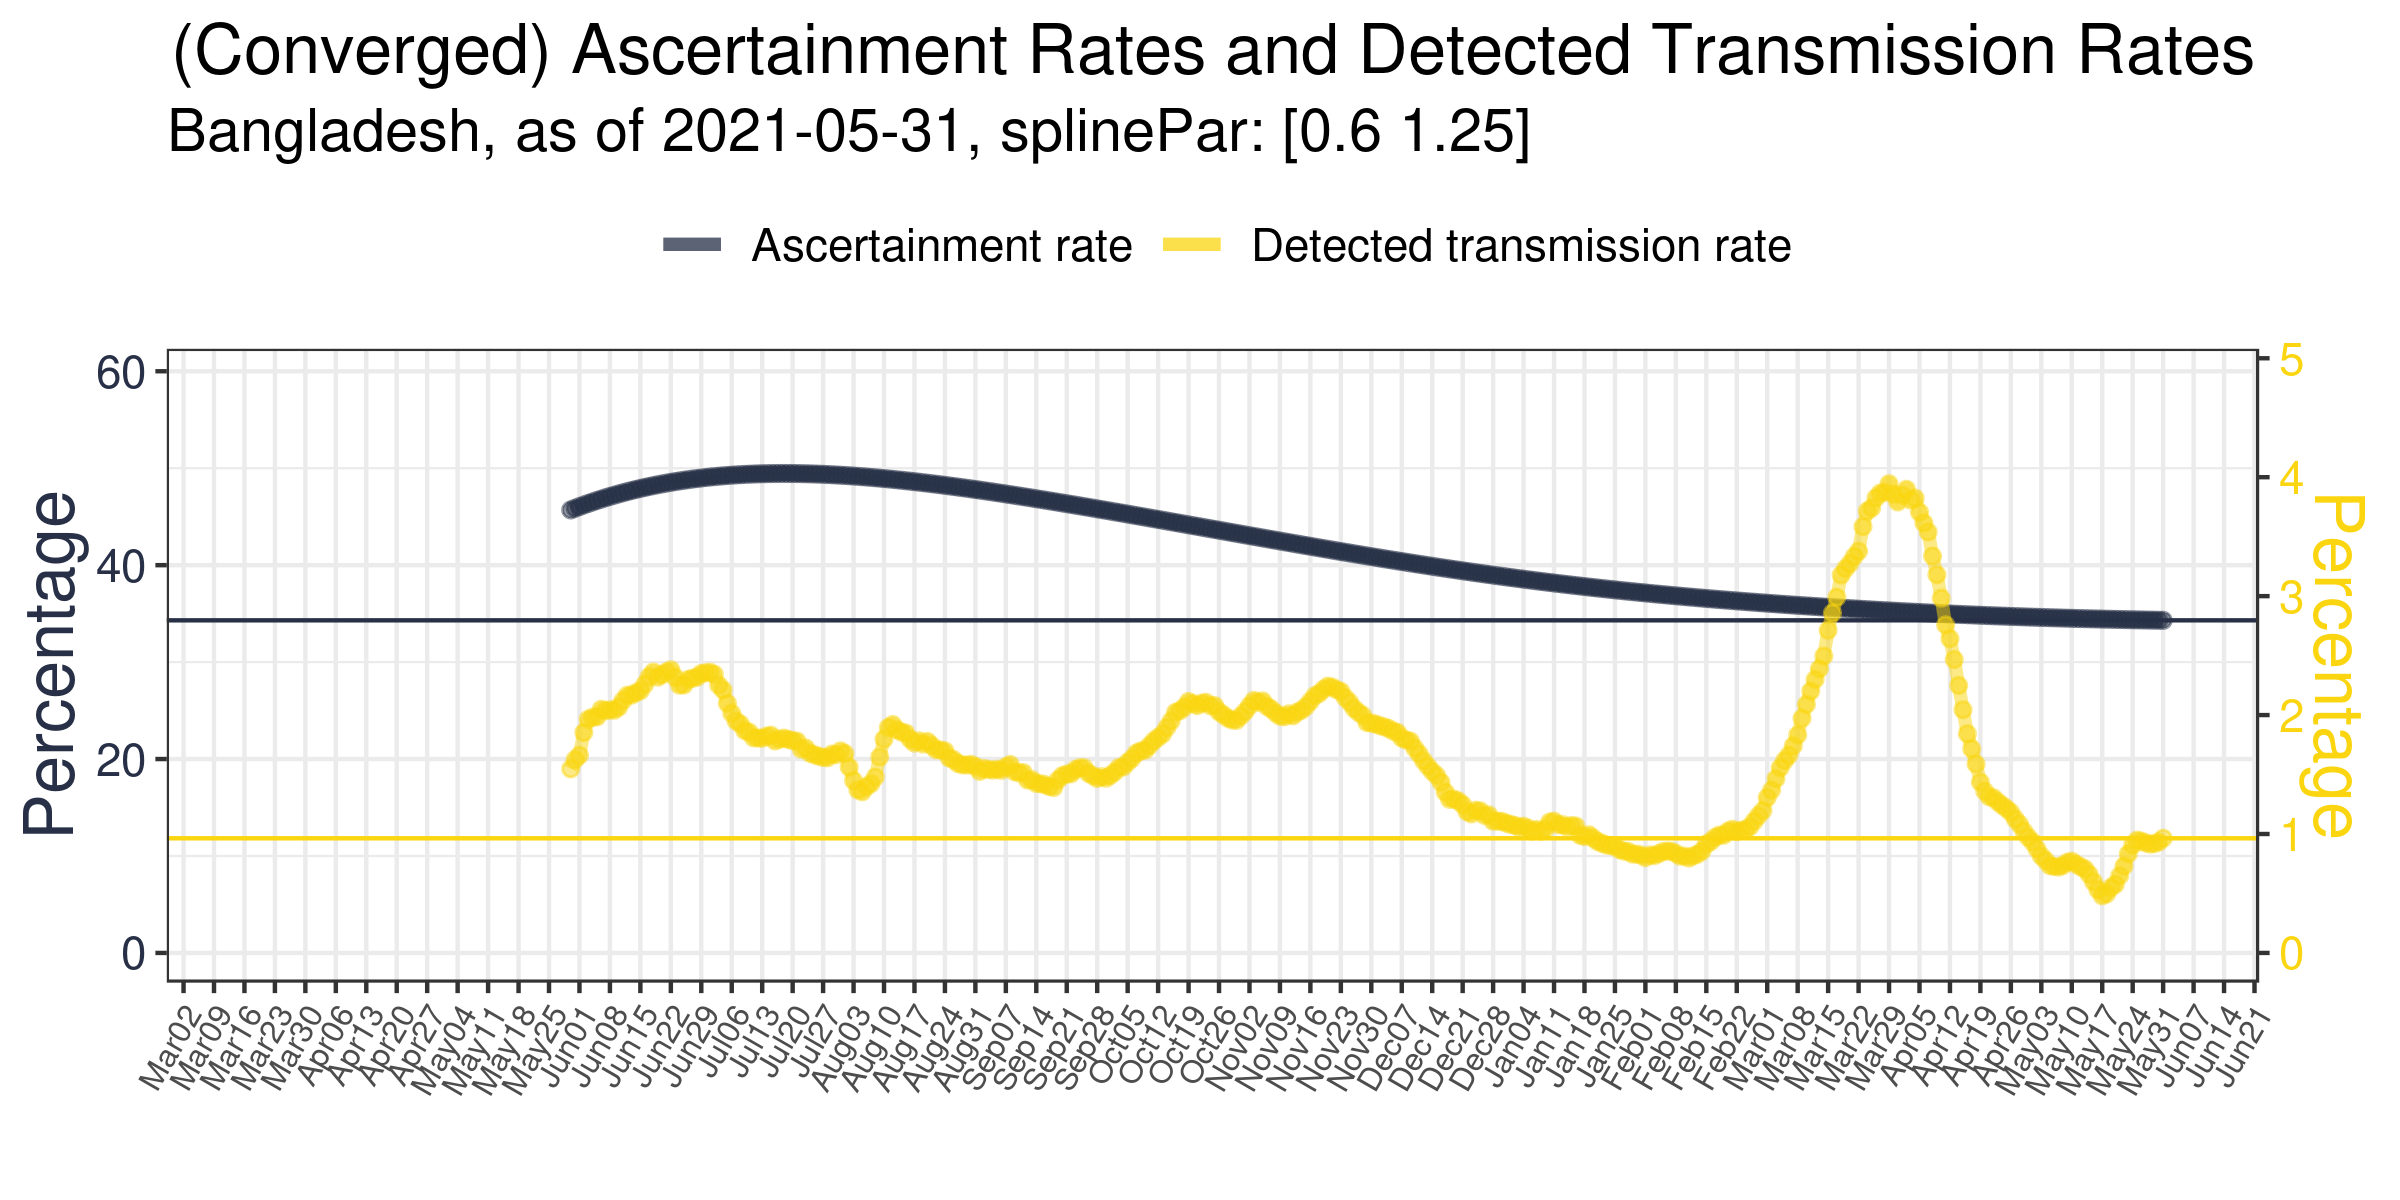 (Converged) Ascertainment Rates and Detected Transmission Rates
Bangladesh, as of 2021-05-31, splinePar: [0.6 1.25]
Ascertainment rate Detected transmission rate
Percentage
60
40
20
0
5
4
3
2
1
0
Percentage
Mar02 Mar09 Mar16 Mar23 Mar30 Apr06 Apr13 Apr20 Apr27 May04 May11 May18 May25 Jun01 Jun08 Jun15 Jun22 Jun29 Jul06 Jul13 Jul20 Jul27 Aug03 Aug10 Aug17 Aug24 Aug31 Sep07 Sep14 Sep21 Sep28 Oct05 Oct12 Oct19 Oct26 Nov02 Nov09 Nov16 Nov23 Nov30 Dec07 Dec14 Dec21 Dec28 Jan04 Jan11 Jan18 Jan25 Feb01 Feb08 Feb15 Feb22 Mar01 Mar08 Mar15 Mar22 Mar29 Apr05 Apr12 Apr19 Apr26 May03 May10 May17 May24 May31 Jun07 Jun14 Jun21